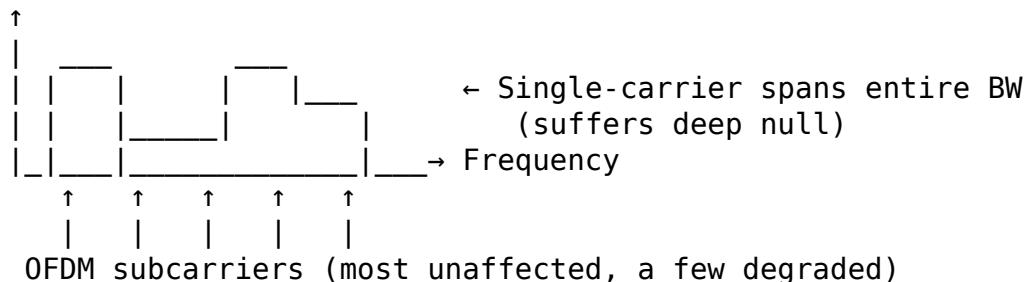 ← Single-carrier spans entire BW
(suffers deep null)
→ Frequency
OFDM subcarriers (most unaffected, a few degraded)